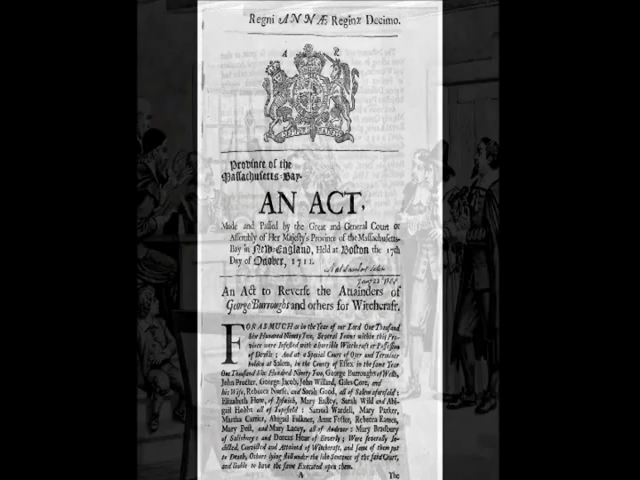 Regni ANNÆ Reginæ Decimo.
A R
Province of the
Massachusetts-Bay.
AN ACT,
Made and Passed by the Great and General Court or
Assembly of Her Majesty's Province of the Massachusetts-
Bay in New-England, Held at Boston the 17th
Day of October, 1711.
An Act to Reverse the Attainders of
George Burroughs and others for Witchcraft.
FORASMUCH as in the Year of our Lord One Thousand
Six Hundred Ninety Two, Several Towns within this Pro-
vince were Infested with a horrible Witchcraft or Possession
of Devils; And at a Special Court of Oyer and Terminer
holden at Salem, in the County of Essex in the same Year
One Thousand Six Hundred Ninety Two, George Burroughs of Wells,
John Procter, George Jacob, John Willard, Giles Core, and
his Wife, Rebecca Nurse, and Sarah Good, all of Salem aforesaid:
Elizabeth How, of Ipswich, Mary Eastey, Sarah Wild and Abi-
gail Hobbs all of Topsfield: Samuel Wardell, Mary Parker,
Martha Carrier, Abigail Falkner, Anne Foster, Rebecca Eames,
Mary Post, and Mary Lacey, all of Andover: Mary Bradbury
of Salisbury: and Dorcas Hoar of Beverly; Were severally In-
dicted, Convicted and Attainted of Witchcraft, and some of them put
to Death, Others lying still under the like Sentence of the said Court,
and liable to have the same Executed upon them.
A The